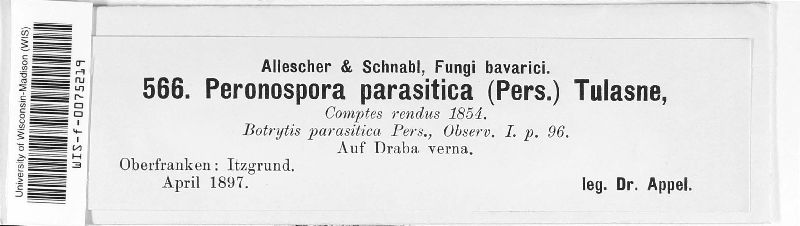 University of Wisconsin-Madison (WIS)
WIS-f-0075219
Allescher & Schnabl, Fungi bavarici.
566. Peronospora parasitica (Pers.) Tulasne,
Comptes rendus 1854.
Botrytis parasitica Pers., Observ. I. p. 96.
Auf Draba verna.
Oberfranken: Itzgrund.
April 1897.
leg. Dr. Appel.